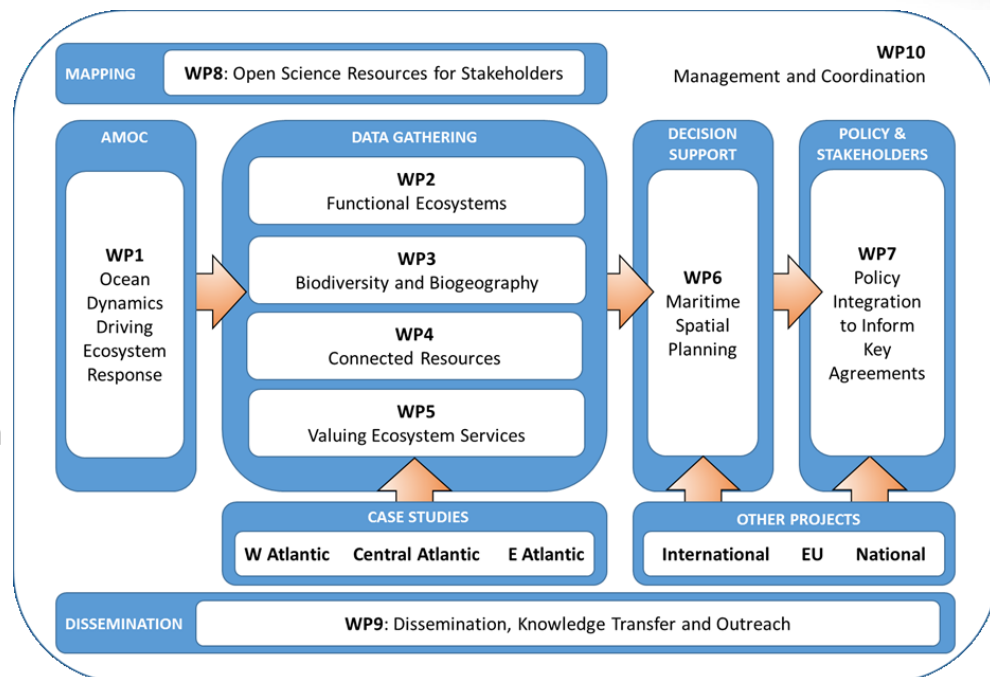 MAPPING
WP8: Open Science Resources for Stakeholders
WP10
Management and Coordination
AMOC
WP1
Ocean
Dynamics
Driving
Ecosystem
Response
DATA GATHERING
WP2
Functional Ecosystems
WP3
Biodiversity and Biogeography
WP4
Connected Resources
WP5
Valuing Ecosystem Services
DECISION
SUPPORT
WP6
Maritime
Spatial
Planning
POLICY &
STAKEHOLDERS
WP7
Policy
Integration
to Inform
Key
Agreements
CASE STUDIES
W Atlantic Central Atlantic E Atlantic
OTHER PROJECTS
International EU National
DISSEMINATION
WP9: Dissemination, Knowledge Transfer and Outreach